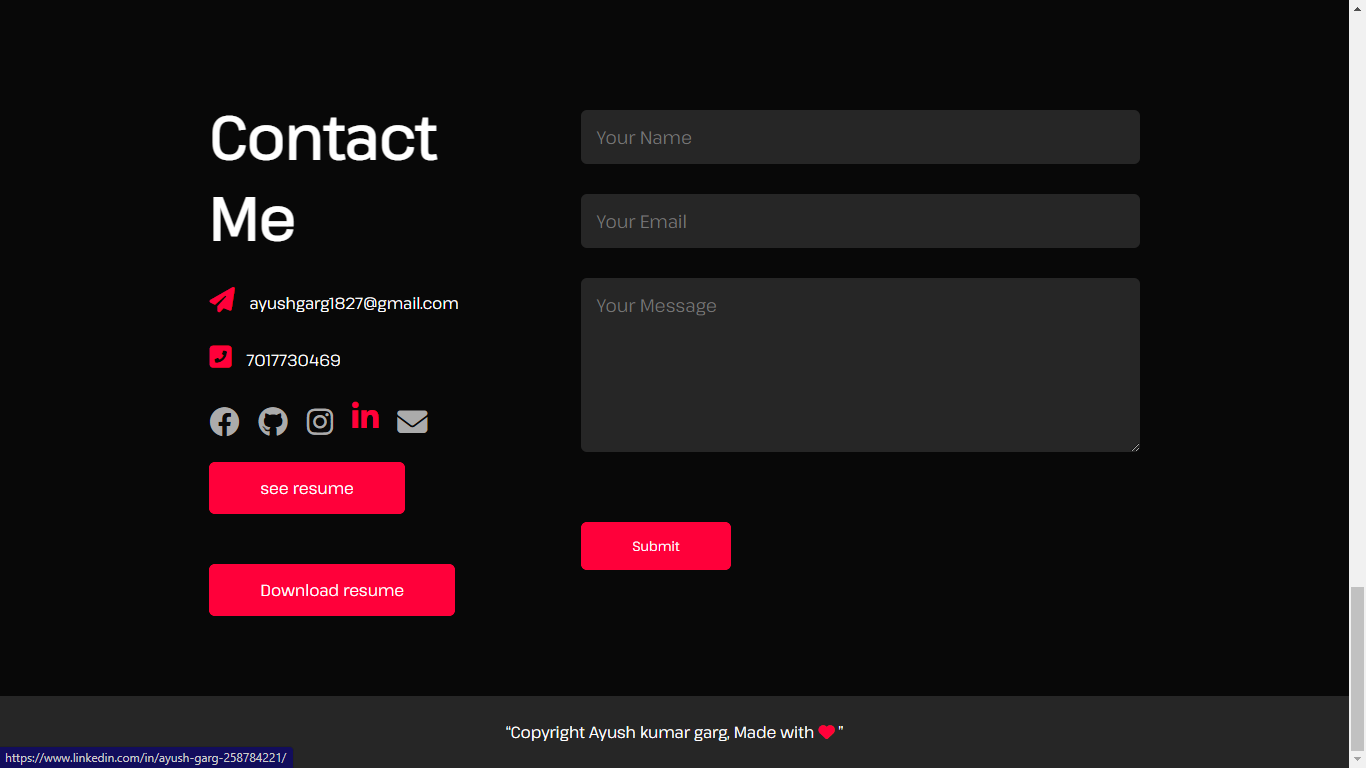 Contact
Me
ayushgarg1827@gmail.com
7017730469
see resume
Download resume
Your Name
Your Email
Your Message
Submit
“Copyright Ayush kumar garg, Made with ”
https://www.linkedin.com/in/ayush-garg-258784221/